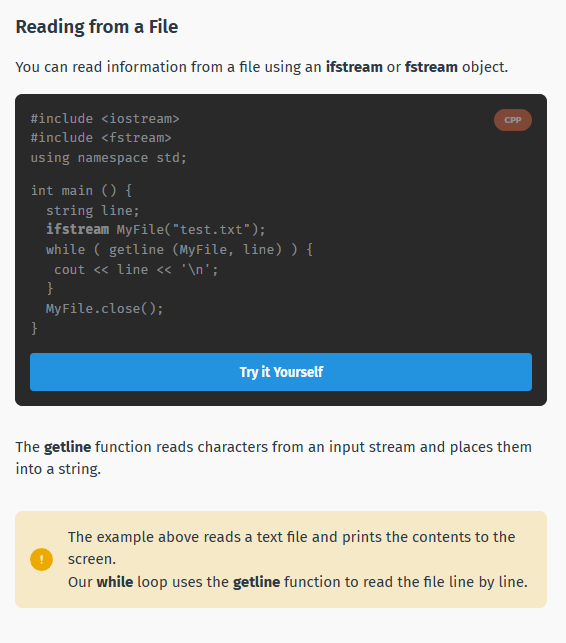 Reading from a File
You can read information from a file using an ifstream or fstream object.
#include <iostream>
CPP
#include <fstream>
using namespace std;
int main () {
  string line;
  ifstream MyFile("test.txt");
  while ( getline (MyFile, line) ) {
   cout << line << '\n';
  }
  MyFile.close();
}
Try it Yourself
The getline function reads characters from an input stream and places them
into a string.
The example above reads a text file and prints the contents to the
screen.
Our while loop uses the getline function to read the file line by line.